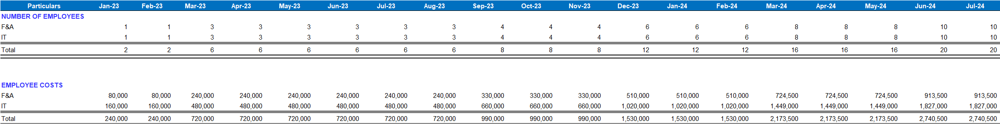 Particulars Jan-23 Feb-23 Mar-23 Apr-23 May-23 Jun-23 Jul-23 Aug-23 Sep-23 Oct-23 Nov-23 Dec-23 Jan-24 Feb-24 Mar-24 Apr-24 May-24 Jun-24 Jul-24
NUMBER OF EMPLOYEES
F&A 1 1 3 3 3 3 3 3 4 4 4 6 6 6 8 8 8 10 10
IT 1 1 3 3 3 3 3 3 4 4 4 6 6 6 8 8 8 10 10
Total 2 2 6 6 6 6 6 6 8 8 8 12 12 12 16 16 16 20 20
EMPLOYEE COSTS
F&A 80,000 80,000 240,000 240,000 240,000 240,000 240,000 240,000 330,000 330,000 330,000 510,000 510,000 510,000 724,500 724,500 724,500 913,500 913,500
IT 160,000 160,000 480,000 480,000 480,000 480,000 480,000 480,000 660,000 660,000 660,000 1,020,000 1,020,000 1,020,000 1,449,000 1,449,000 1,449,000 1,827,000 1,827,000
Total 240,000 240,000 720,000 720,000 720,000 720,000 720,000 720,000 990,000 990,000 990,000 1,530,000 1,530,000 1,530,000 2,173,500 2,173,500 2,173,500 2,740,500 2,740,500